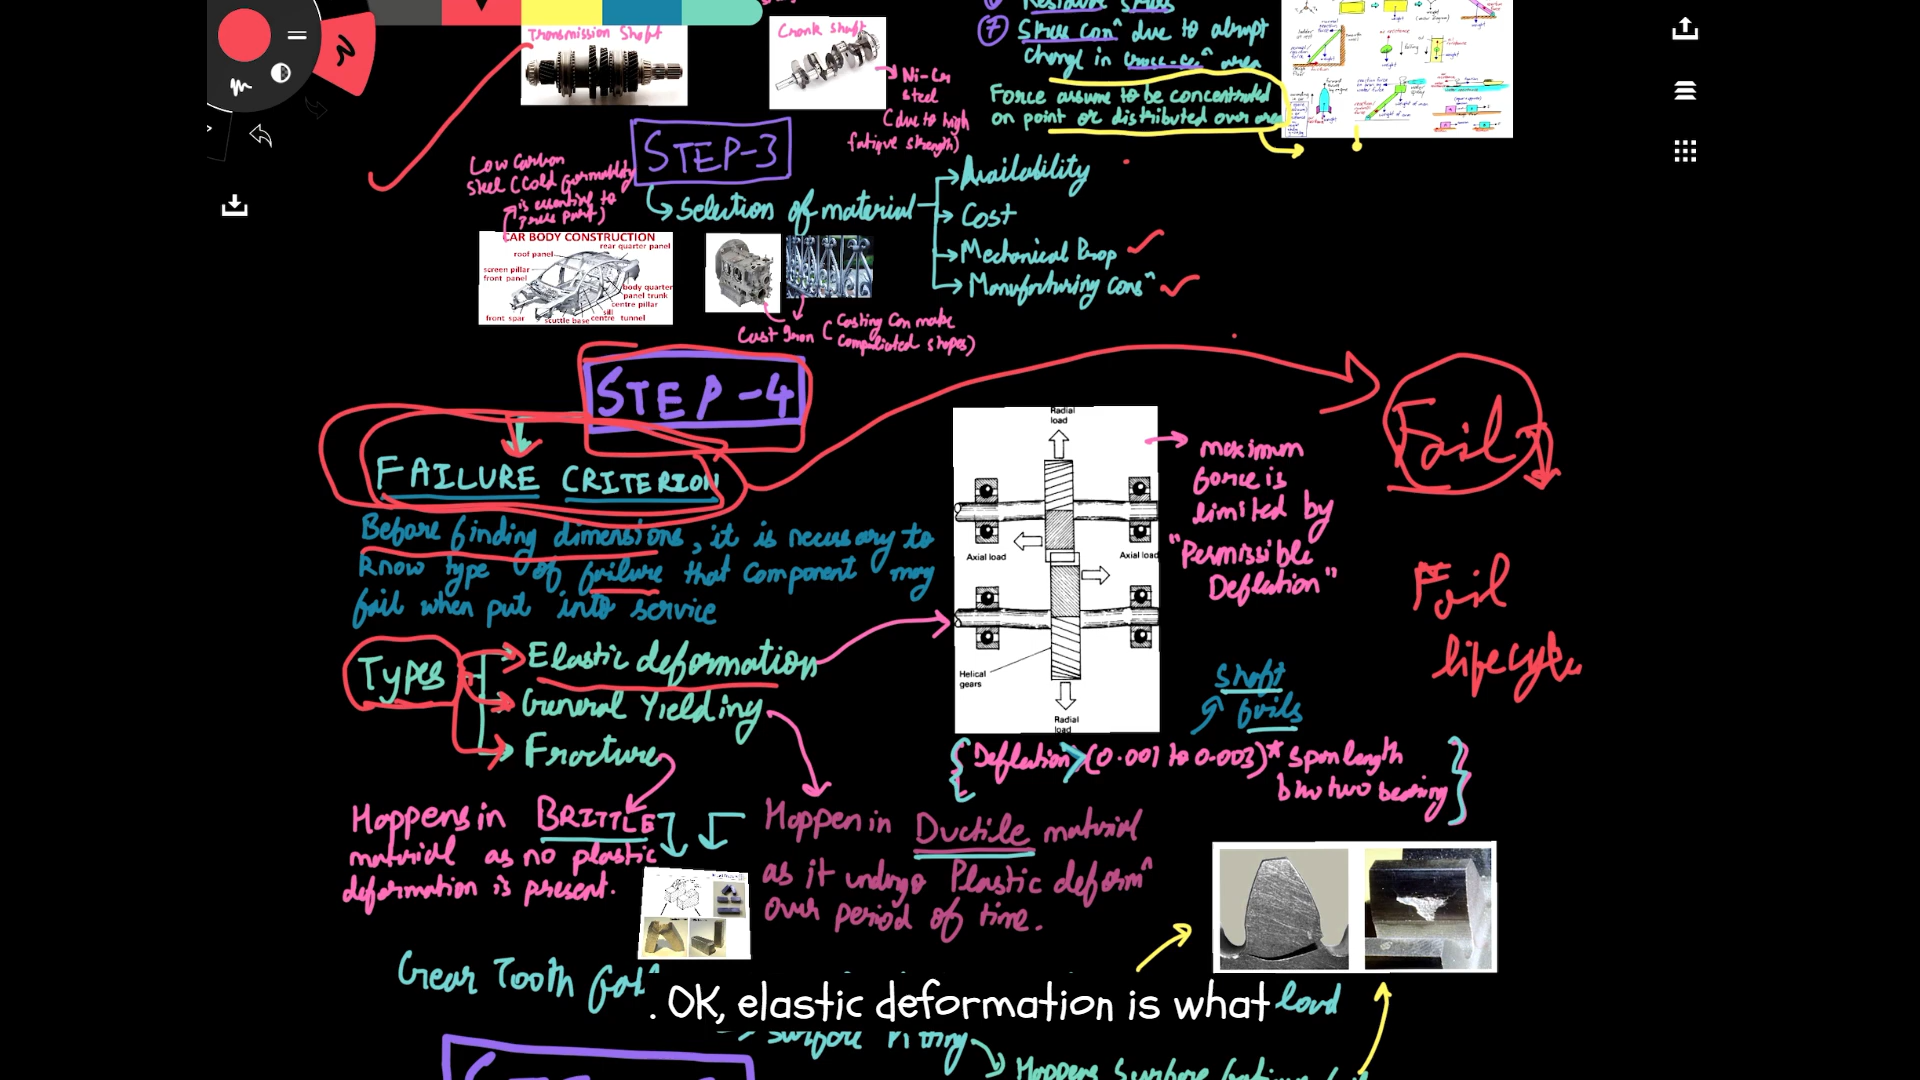 Transmission Shaft
Crank shaft
Ni-Cr
steel
(due to high
fatigue strength)
7 Stress Con^n due to abrupt
change in cross-sec^n area
Force assume to be concentrated
on point or distributed over area
STEP-3
Selection of material
Availability
Cost
Mechanical Prop
Manufacturing Cons^n
Low Carbon
steel (Cold formability
is essential to
press part)
CAR BODY CONSTRUCTION
rear quarter panel
roof panel
screen pillar
front panel
body quarter
panel trunk
centre pillar
sill
front spar
scuttle base
centre tunnel
Cast Iron (Casting Can make
complicated shapes)
STEP-4
FAILURE CRITERION
Fail
Before finding dimensions, it is necessary to
know type of failure that component may
fail when put into service
Types
Elastic deformation
General Yielding
Fracture
Radial
load
Axial load
Axial load
Helical
gears
Radial
load
maximum
force is
limited by
"Permissible
Deflection"
Fail
lifecycle
shaft
fails
{Deflection>(0.001 to 0.003)* span length
b/w two bearing}
Happens in BRITTLE
material as no plastic
deformation is present.
Happen in Ductile material
as it undergo Plastic deform^n
over period of time.
Gear Tooth
. OK, elastic deformation is what
load
surface Pitting
Happens Surface fatigue